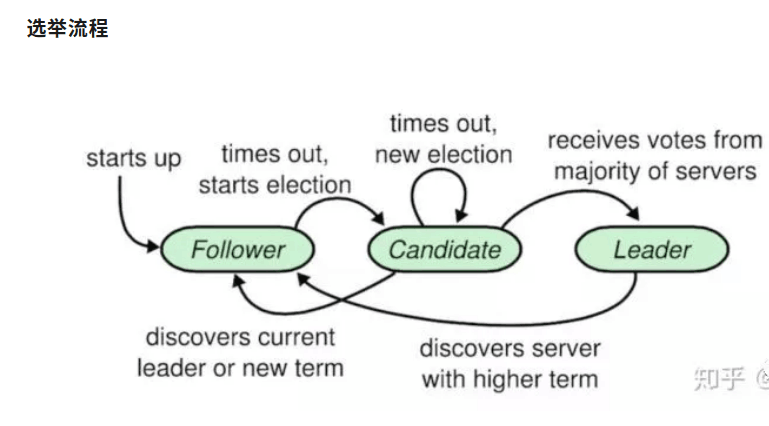 选举流程
starts up
times out,
starts election
times out,
new election
receives votes from
majority of servers
Follower
Candidate
Leader
discovers current
leader or new term
discovers server
with higher term
知乎